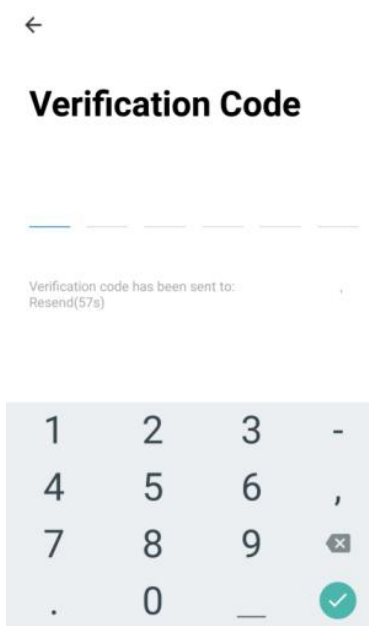 Verification Code
Verification code has been sent to: ,
Resend(57s)
1 2 3 -
4 5 6 ,
7 8 9
. 0 _